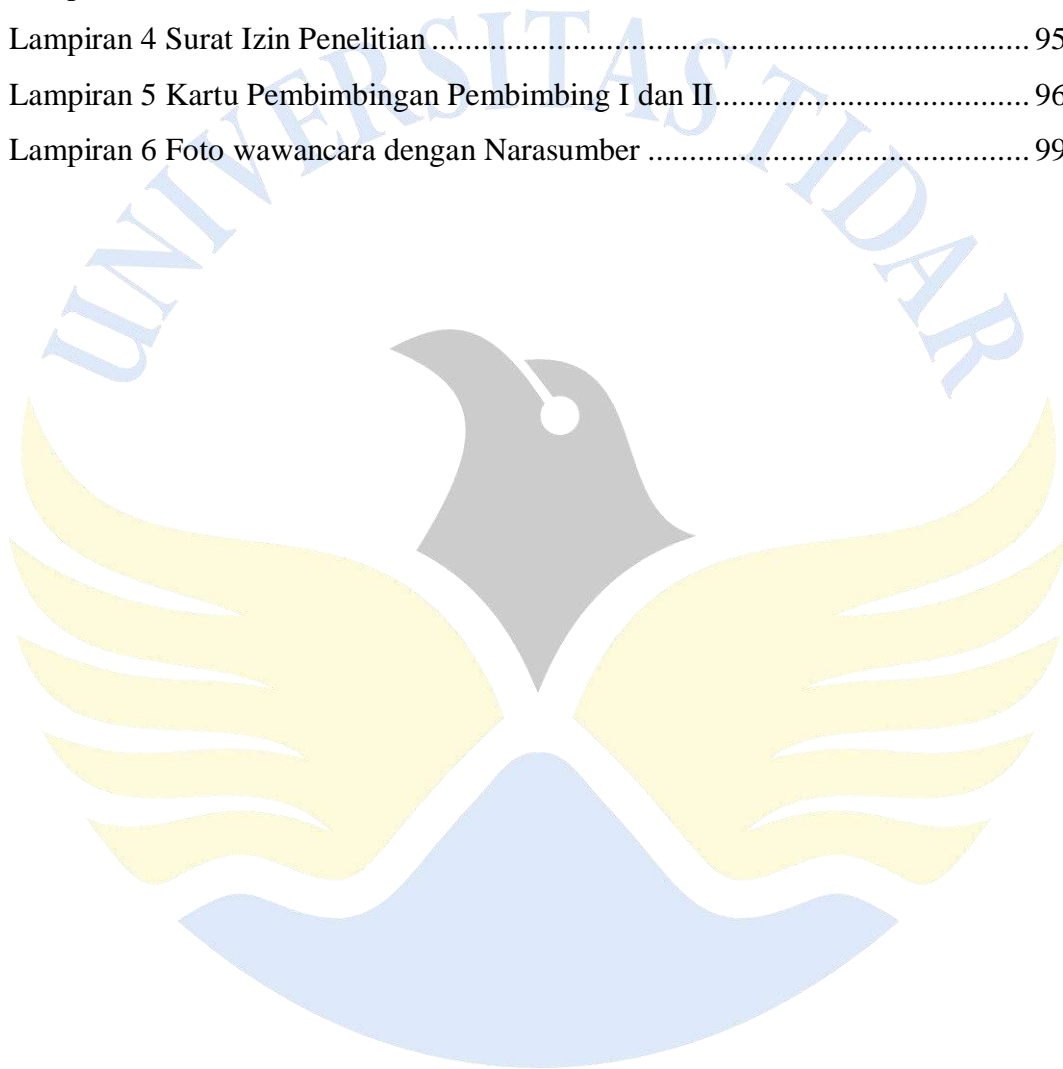 Lampiran 4 Surat Izin Penelitian ........................................................................ 95
Lampiran 5 Kartu Pembimbingan Pembimbing I dan II...................................... 96
Lampiran 6 Foto wawancara dengan Narasumber .............................................. 99
UNIVERSITAS TIDAR